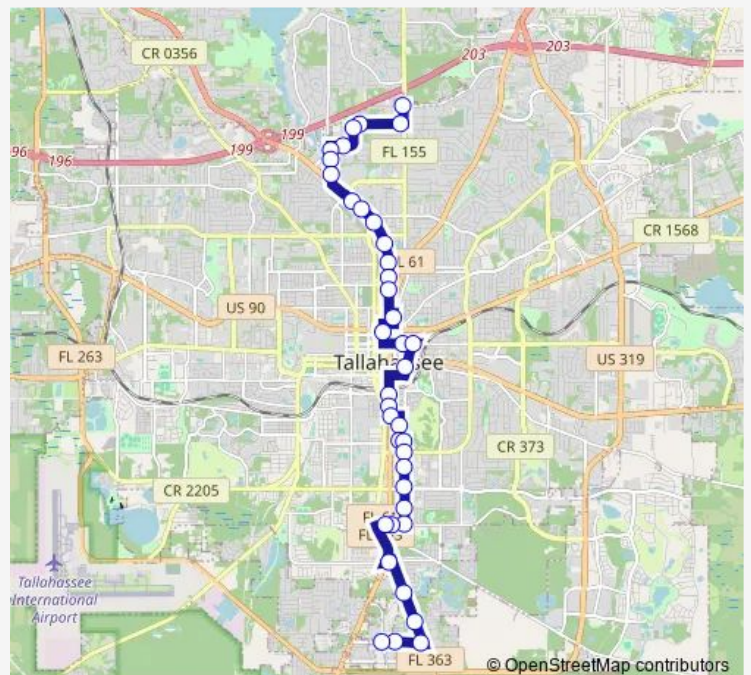 CR 0356
203
203
199
199
96
196
FL 155
CR 1568
L 61
US 90
FL 263
Tallahassee
US 319
CR 373
CR 2205
Tallahassee
International
Airport
FL 363
© OpenStreetMap contributors